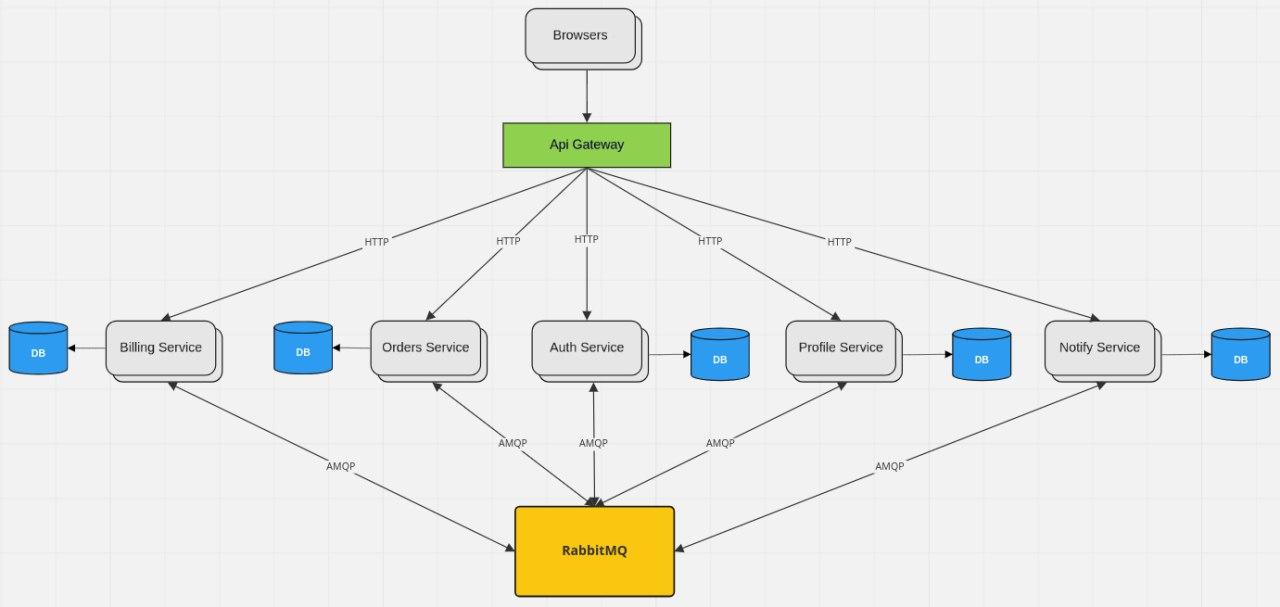 Browsers
Api Gateway
HTTP
HTTP
HTTP
HTTP
HTTP
DB
Billing Service
DB
Orders Service
Auth Service
DB
Profile Service
DB
Notify Service
DB
AMQP
AMQP
AMQP
AMQP
AMQP
RabbitMQ